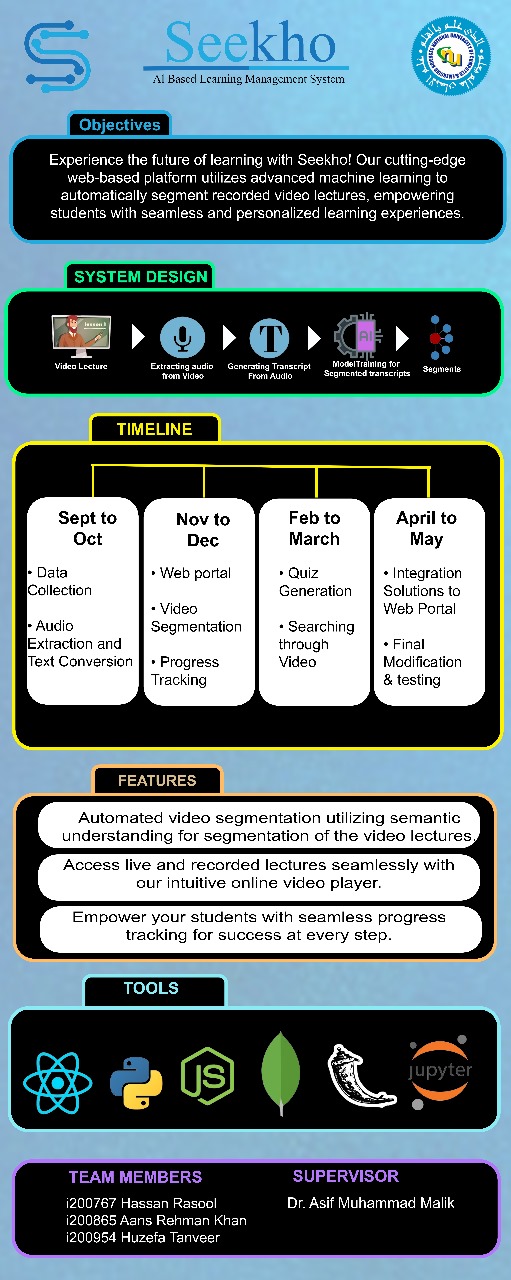 Seekho
AI Based Learning Management System
Objectives
Experience the future of learning with Seekho! Our cutting-edge
web-based platform utilizes advanced machine learning to
automatically segment recorded video lectures, empowering
students with seamless and personalized learning experiences.
SYSTEM DESIGN
lesson 1
Video Lecture
Extracting audio
from Video
T
Generating Transcript
From Audio
AI
ModelTraining for
Segmented transcripts
Segments
TIMELINE
Sept to
Oct
• Data
Collection
• Audio
Extraction and
Text Conversion
Nov to
Dec
• Web portal
• Video
Segmentation
• Progress
Tracking
Feb to
March
• Quiz
Generation
• Searching
through
Video
April to
May
• Integration
Solutions to
Web Portal
• Final
Modification
& testing
FEATURES
Automated video segmentation utilizing semantic
understanding for segmentation of the video lectures.
Access live and recorded lectures seamlessly with
our intuitive online video player.
Empower your students with seamless progress
tracking for success at every step.
TOOLS
JS
jupyter
TEAM MEMBERS
i200767 Hassan Rasool
i200865 Aans Rehman Khan
i200954 Huzefa Tanveer
SUPERVISOR
Dr. Asif Muhammad Malik